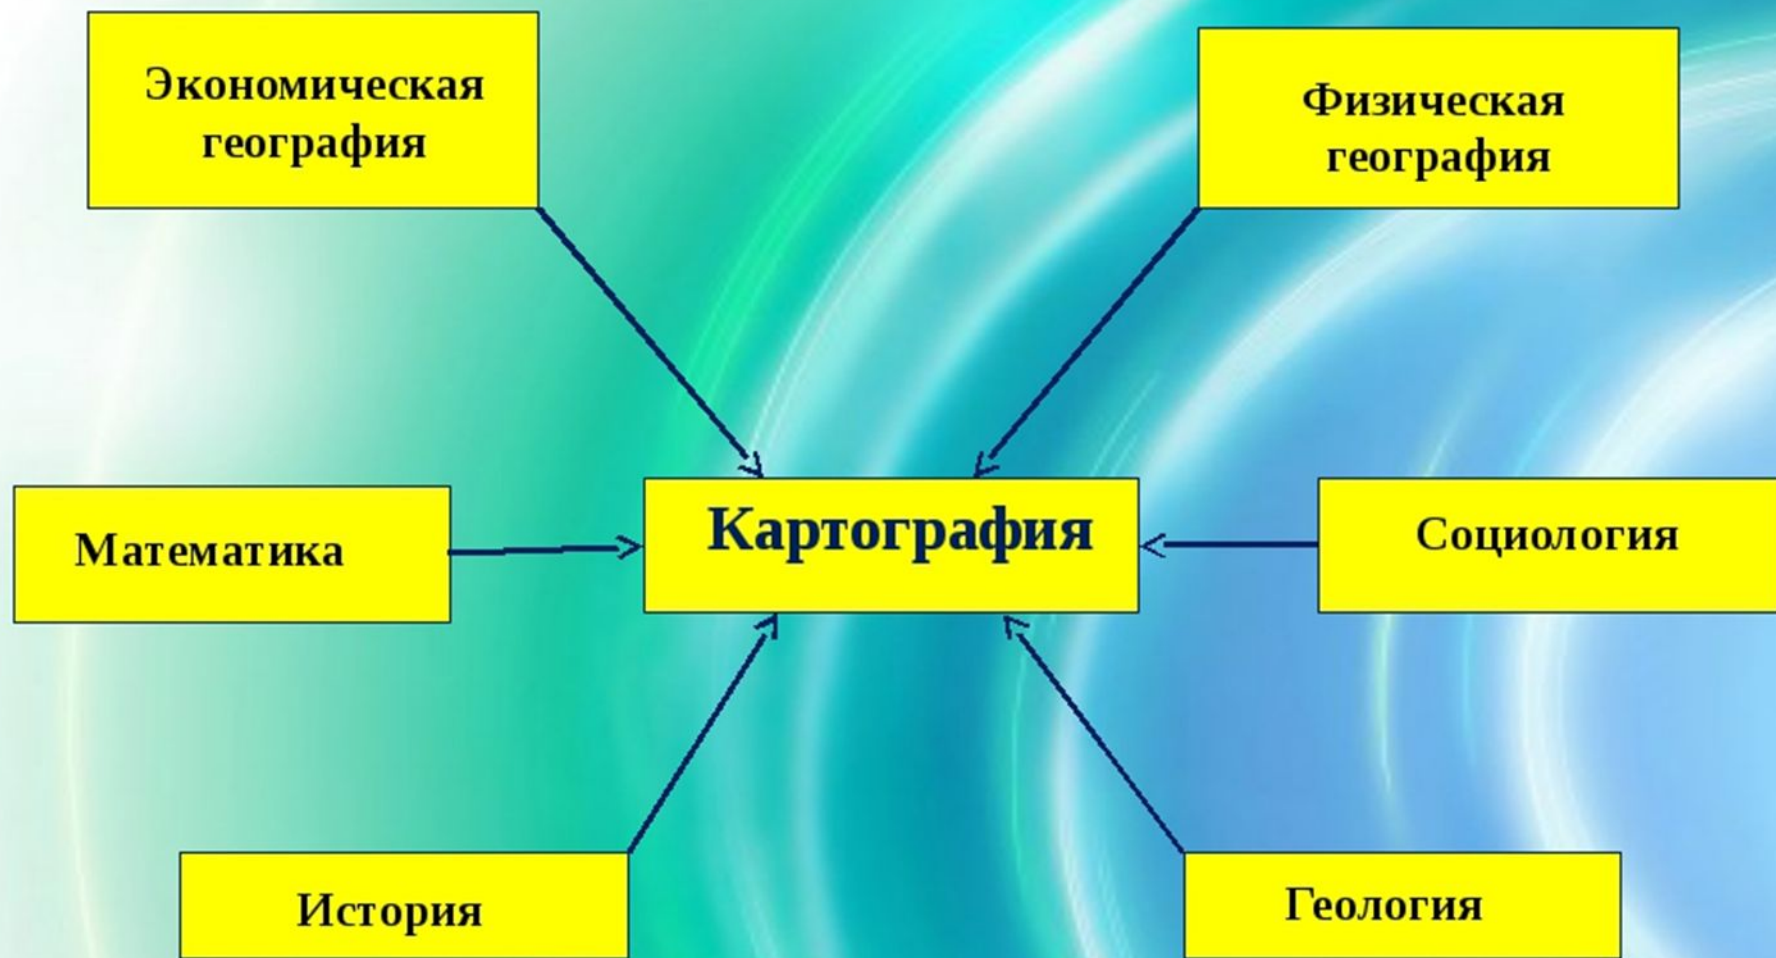 Экономическая
география
Физическая
география
Математика
Картография
Социология
История
Геология